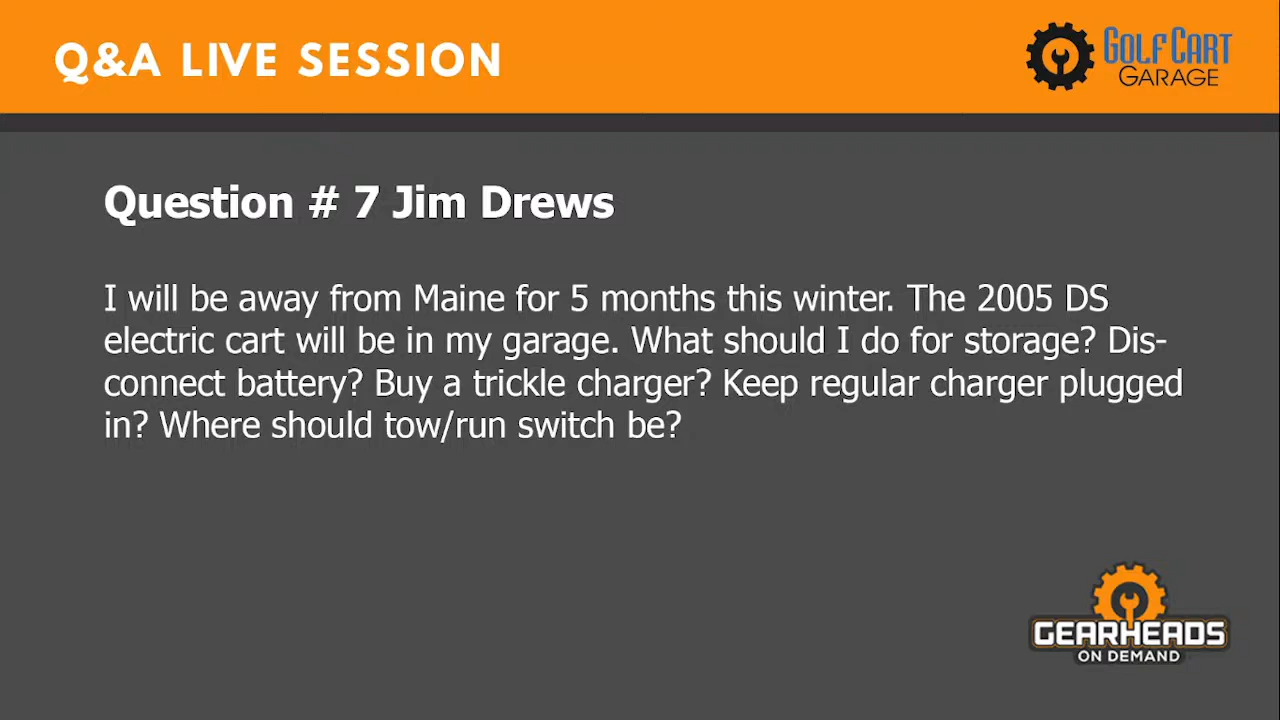 Q&A LIVE SESSION
GOLF CART
GARAGE
Question # 7 Jim Drews
I will be away from Maine for 5 months this winter. The 2005 DS
electric cart will be in my garage. What should I do for storage? Dis-
connect battery? Buy a trickle charger? Keep regular charger plugged
in? Where should tow/run switch be?
GEARHEADS
ON DEMAND